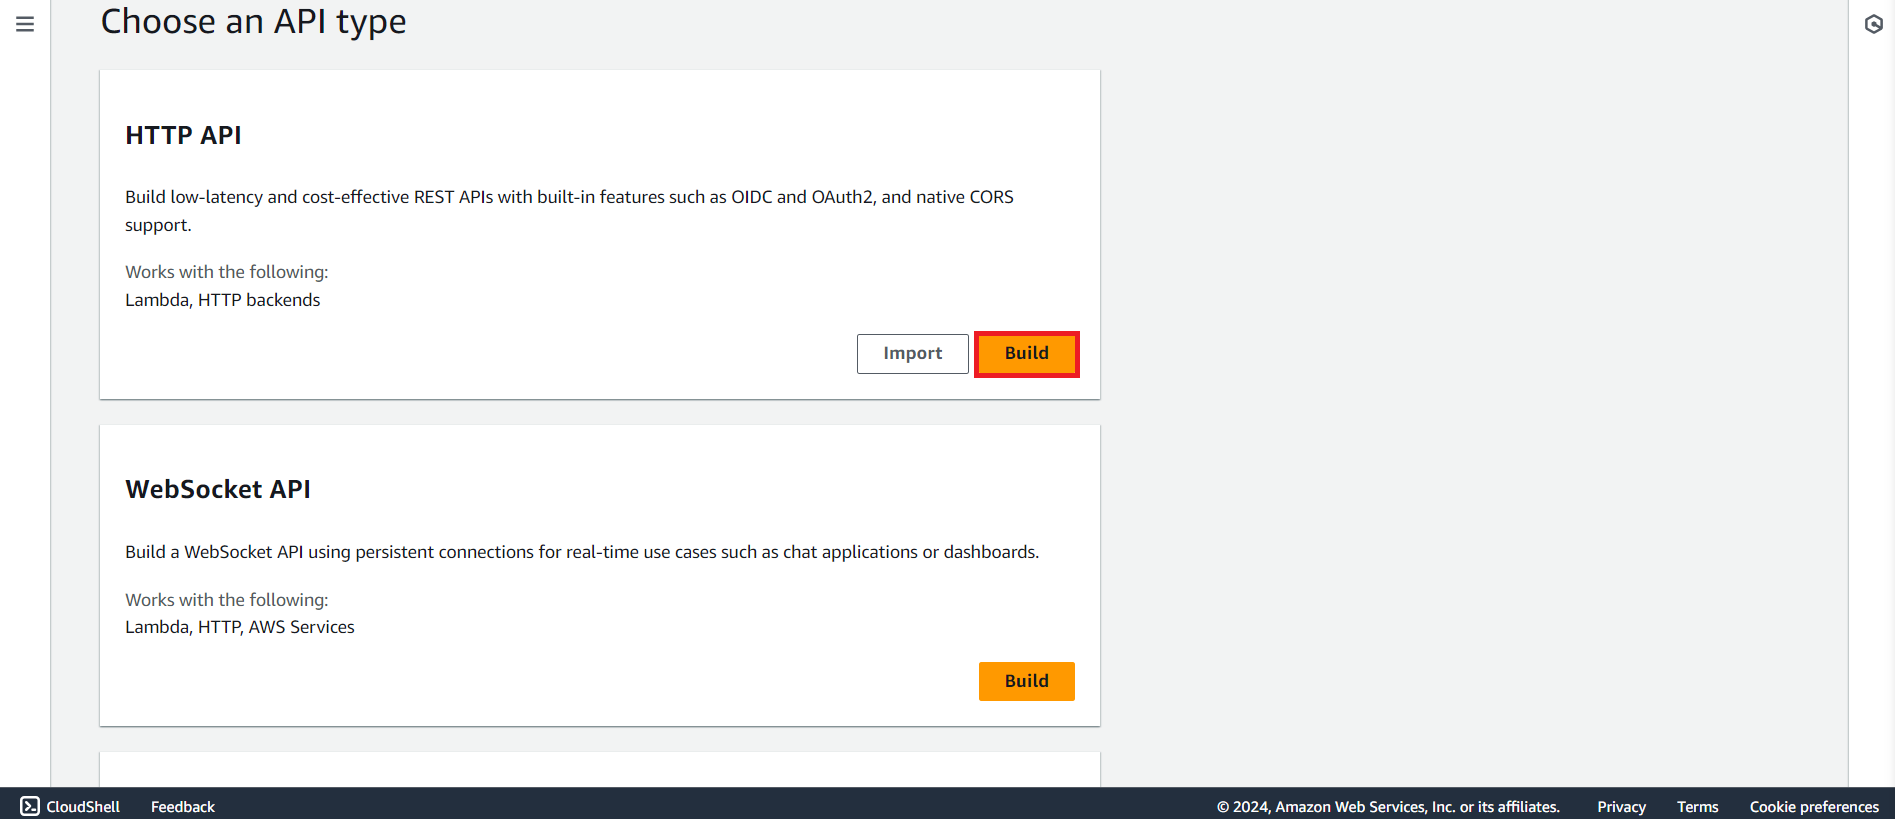 Choose an API type
HTTP API
Build low-latency and cost-effective REST APIs with built-in features such as OIDC and OAuth2, and native CORS
support.
Works with the following:
Lambda, HTTP backends
Import
Build
WebSocket API
Build a WebSocket API using persistent connections for real-time use cases such as chat applications or dashboards.
Works with the following:
Lambda, HTTP, AWS Services
Build
CloudShell
Feedback
© 2024, Amazon Web Services, Inc. or its affiliates.
Privacy
Terms
Cookie preferences